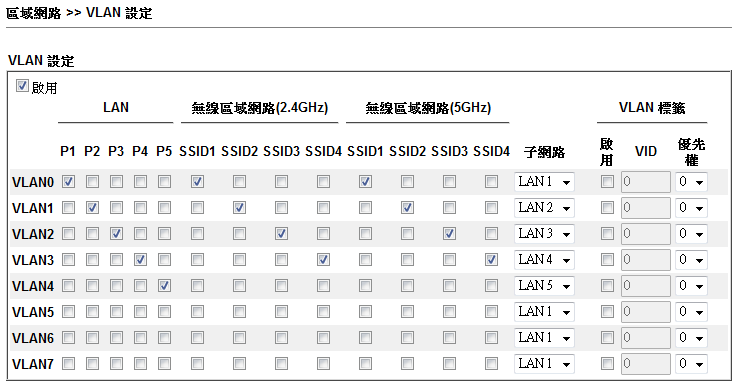 區域網路 >> VLAN 設定
VLAN 設定
啟用
LAN 無線區域網路(2.4GHz) 無線區域網路(5GHz) VLAN 標籤
P1 P2 P3 P4 P5 SSID1 SSID2 SSID3 SSID4 SSID1 SSID2 SSID3 SSID4 子網路 啟用 VID 優先權
VLAN0 LAN 1 0 0
VLAN1 LAN 2 0 0
VLAN2 LAN 3 0 0
VLAN3 LAN 4 0 0
VLAN4 LAN 5 0 0
VLAN5 LAN 1 0 0
VLAN6 LAN 1 0 0
VLAN7 LAN 1 0 0